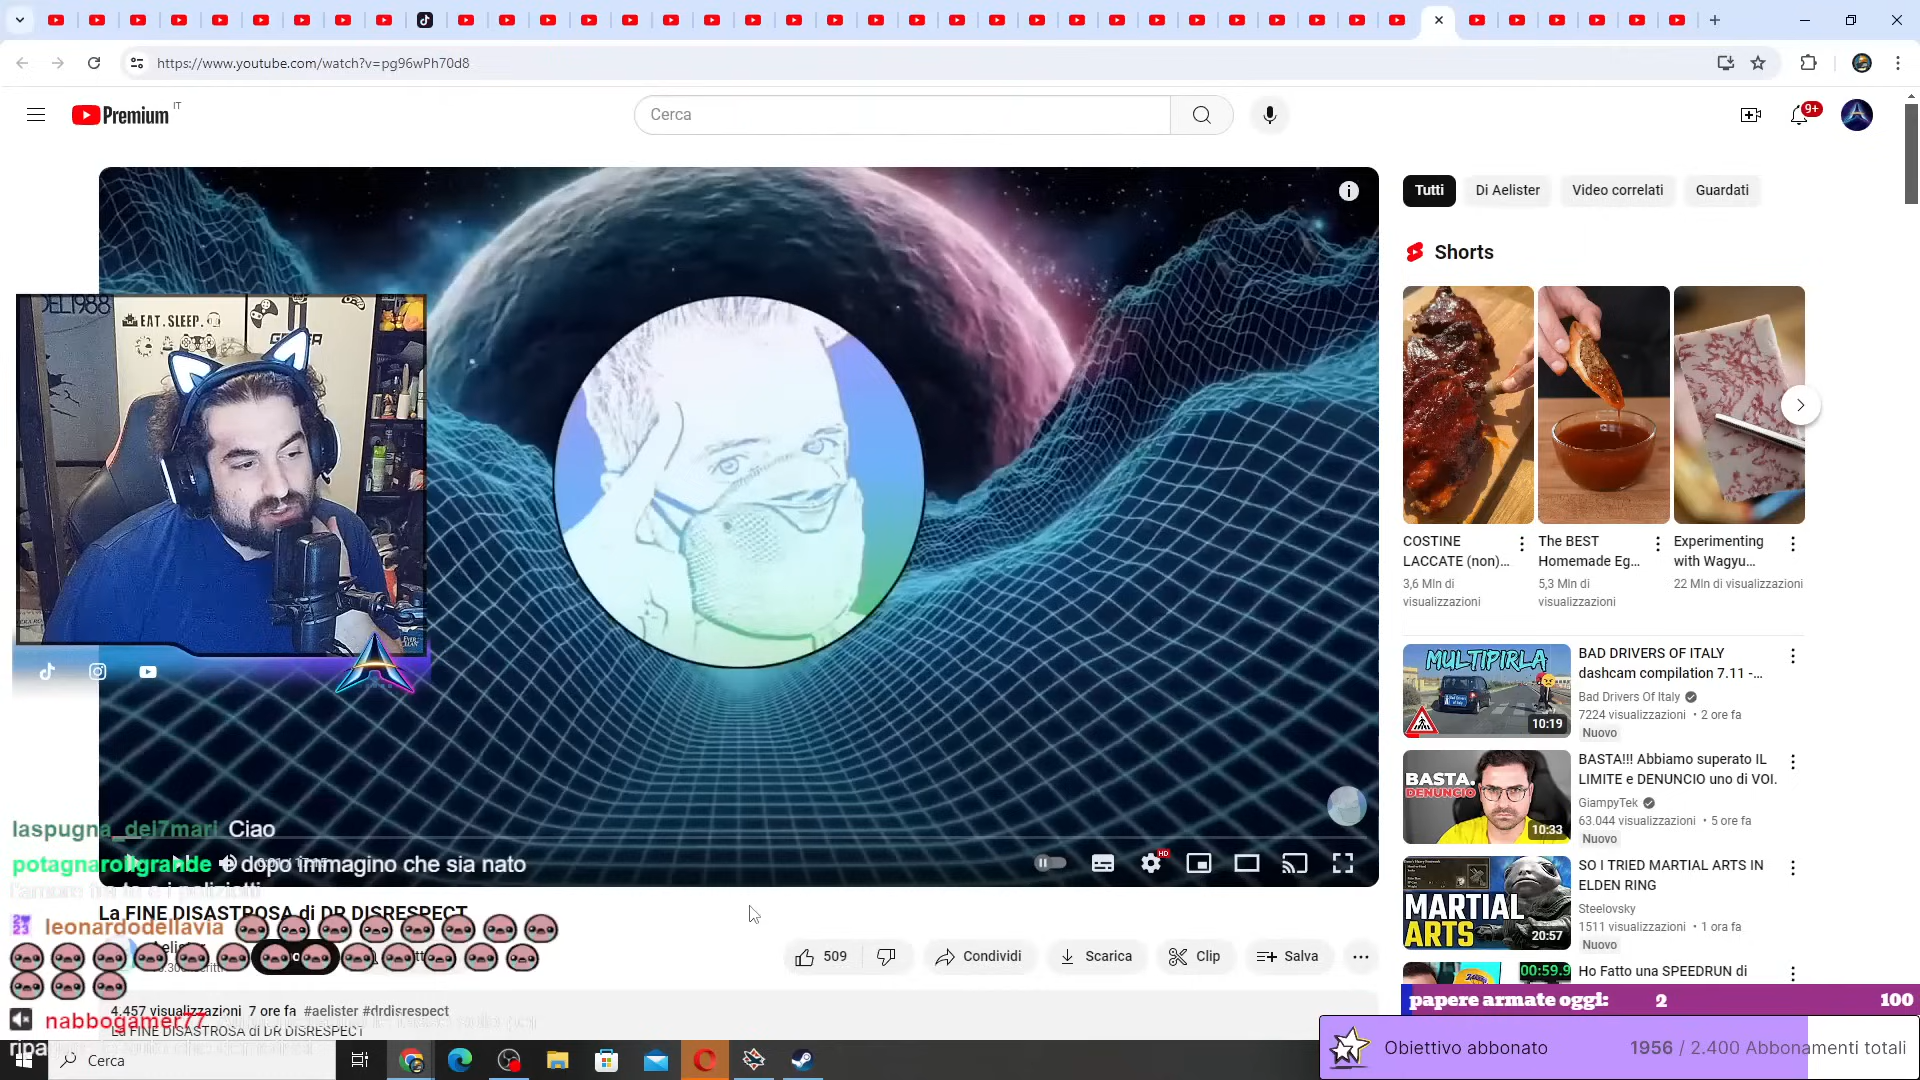 https://www.youtube.com/watch?v=pg96wPh70d8
Premium IT
Cerca
9+
Tutti
Di Aelister
Video correlati
Guardati
Shorts
EAT.SLEEP.
COSTINE
LACCATE (non)...
3,6 Mln di
visualizzazioni
The BEST
Homemade Eg...
5,3 Mln di
visualizzazioni
Experimenting
with Wagyu...
22 Mln di visualizzazioni
MULTIPIRLA
10:19
BAD DRIVERS OF ITALY
dashcam compilation 7.11 -...
Bad Drivers Of Italy
7224 visualizzazioni • 2 ore fa
Nuovo
BASTA.
DENUNCIO
10:33
BASTA!!! Abbiamo superato IL
LIMITE e DENUNCIO uno di VOI.
GiampyTek
63.044 visualizzazioni • 5 ore fa
Nuovo
MARTIAL
ARTS
20:57
SO I TRIED MARTIAL ARTS IN
ELDEN RING
Steelovsky
1511 visualizzazioni • 1 ora fa
Nuovo
00:59.9
Ho Fatto una SPEEDRUN di
laspugna_del7mari Ciao
potagnarollgrande e dopo immagino che sia nato
l'amore fra te e i poliziotti
HD
La FINE DISASTROSA di DR DISRESPECT
leonardodellavia
Aelister
509
Condividi
Scarica
Clip
Salva
4.457 visualizzazioni 7 ore fa #aelister #drdisrespect
nabbogamer77
La FINE DISASTROSA di DR DISRESPECT
papere armate oggi: 2 100
Obiettivo abbonato 1956 / 2.400 Abbonamenti totali
Cerca